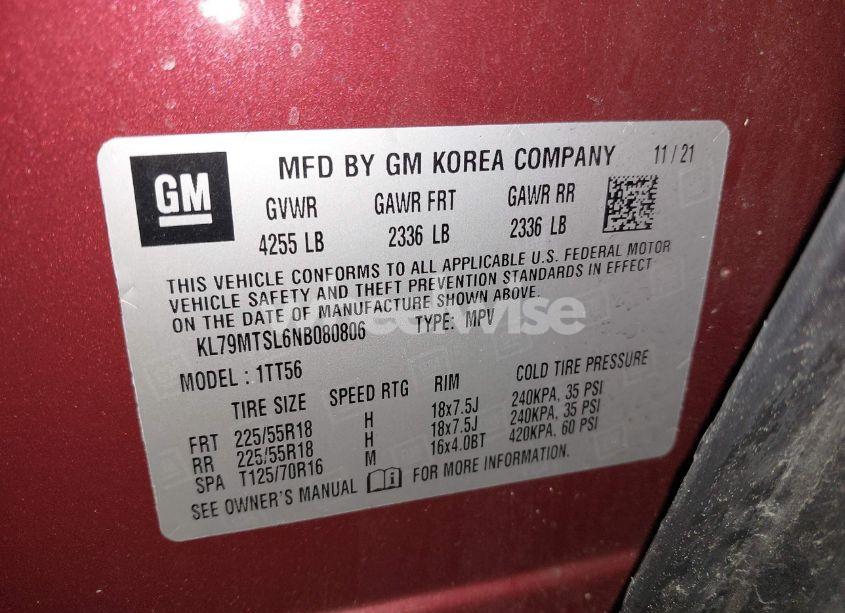 GM
MFD BY GM KOREA COMPANY 11/21
GVWR GAWR FRT GAWR RR
4255 LB 2336 LB 2336 LB
THIS VEHICLE CONFORMS TO ALL APPLICABLE U.S. FEDERAL MOTOR
VEHICLE SAFETY AND THEFT PREVENTION STANDARDS IN EFFECT
ON THE DATE OF MANUFACTURE SHOWN ABOVE.
KL79MTSL6NB080806 TYPE: MPV
MODEL : 1TT56
TIRE SIZE SPEED RTG RIM COLD TIRE PRESSURE
FRT 225/55R18 H 18x7.5J 240KPA, 35 PSI
RR 225/55R18 H 18x7.5J 240KPA, 35 PSI
SPA T125/70R16 M 16x4.0BT 420KPA, 60 PSI
SEE OWNER'S MANUAL FOR MORE INFORMATION.